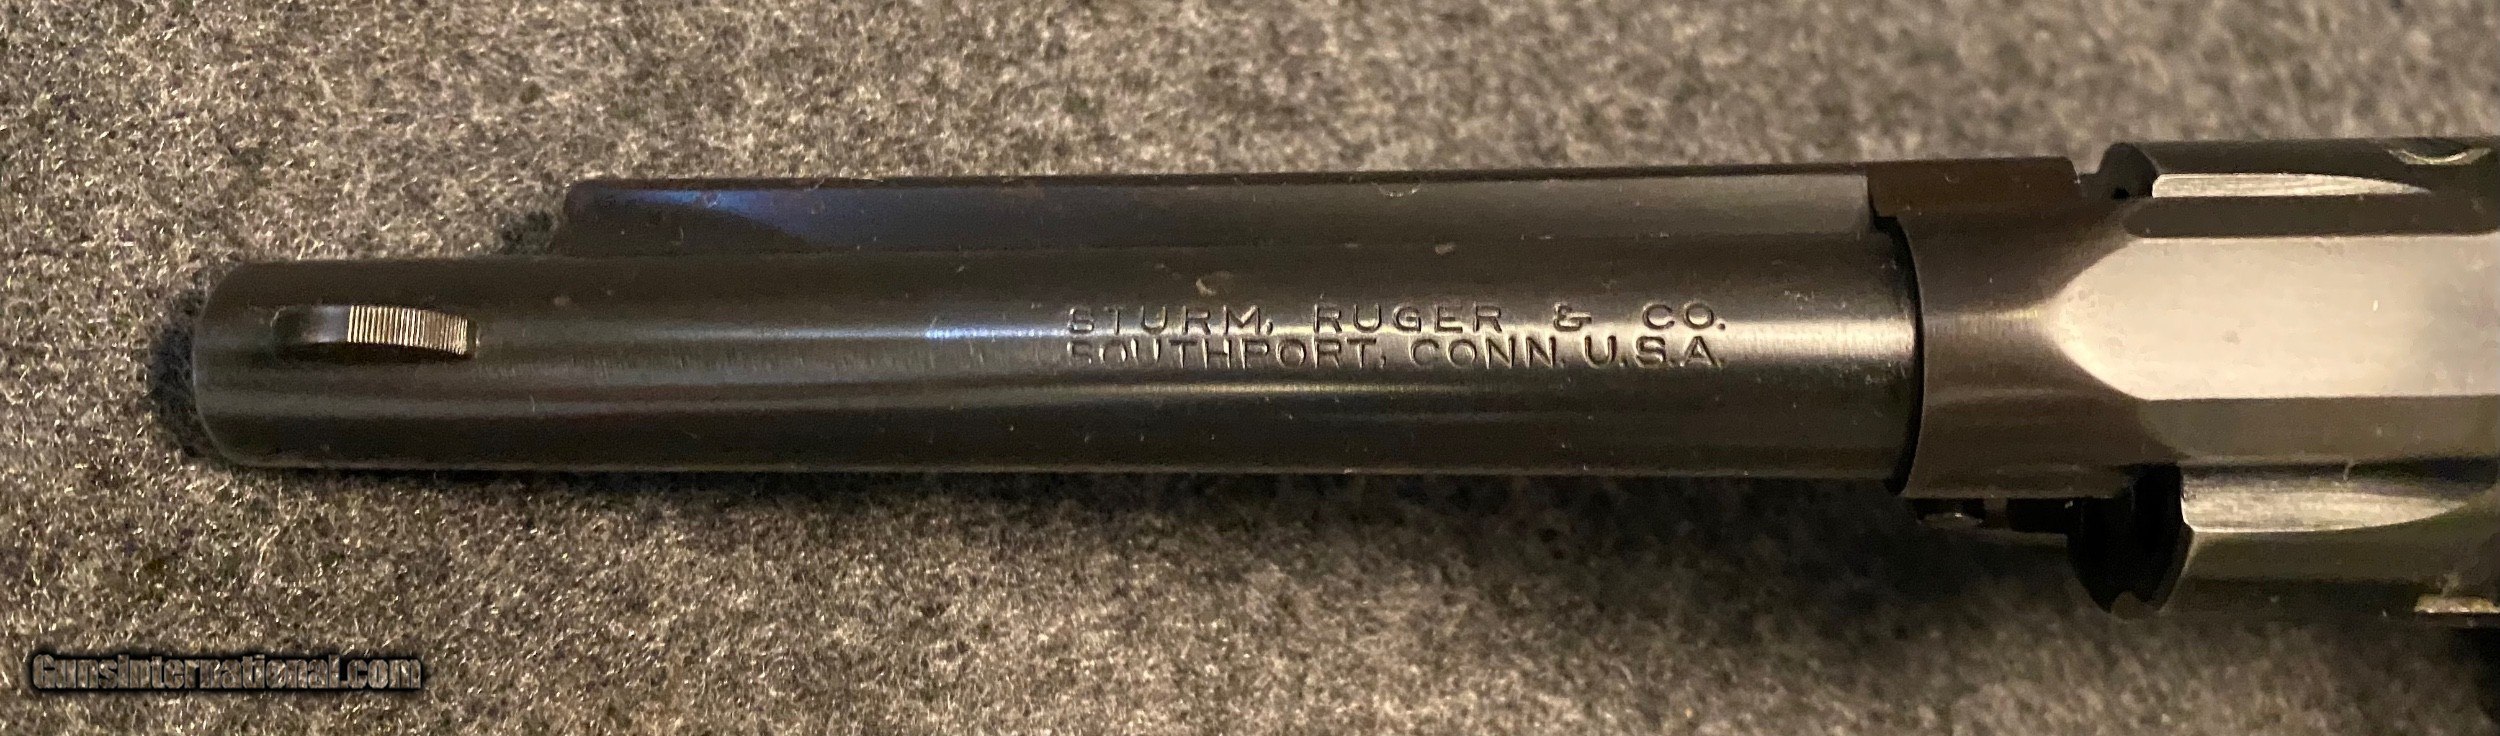 STURM, RUGER & CO.
SOUTHPORT, CONN. U.S.A.
GunsInternational.com